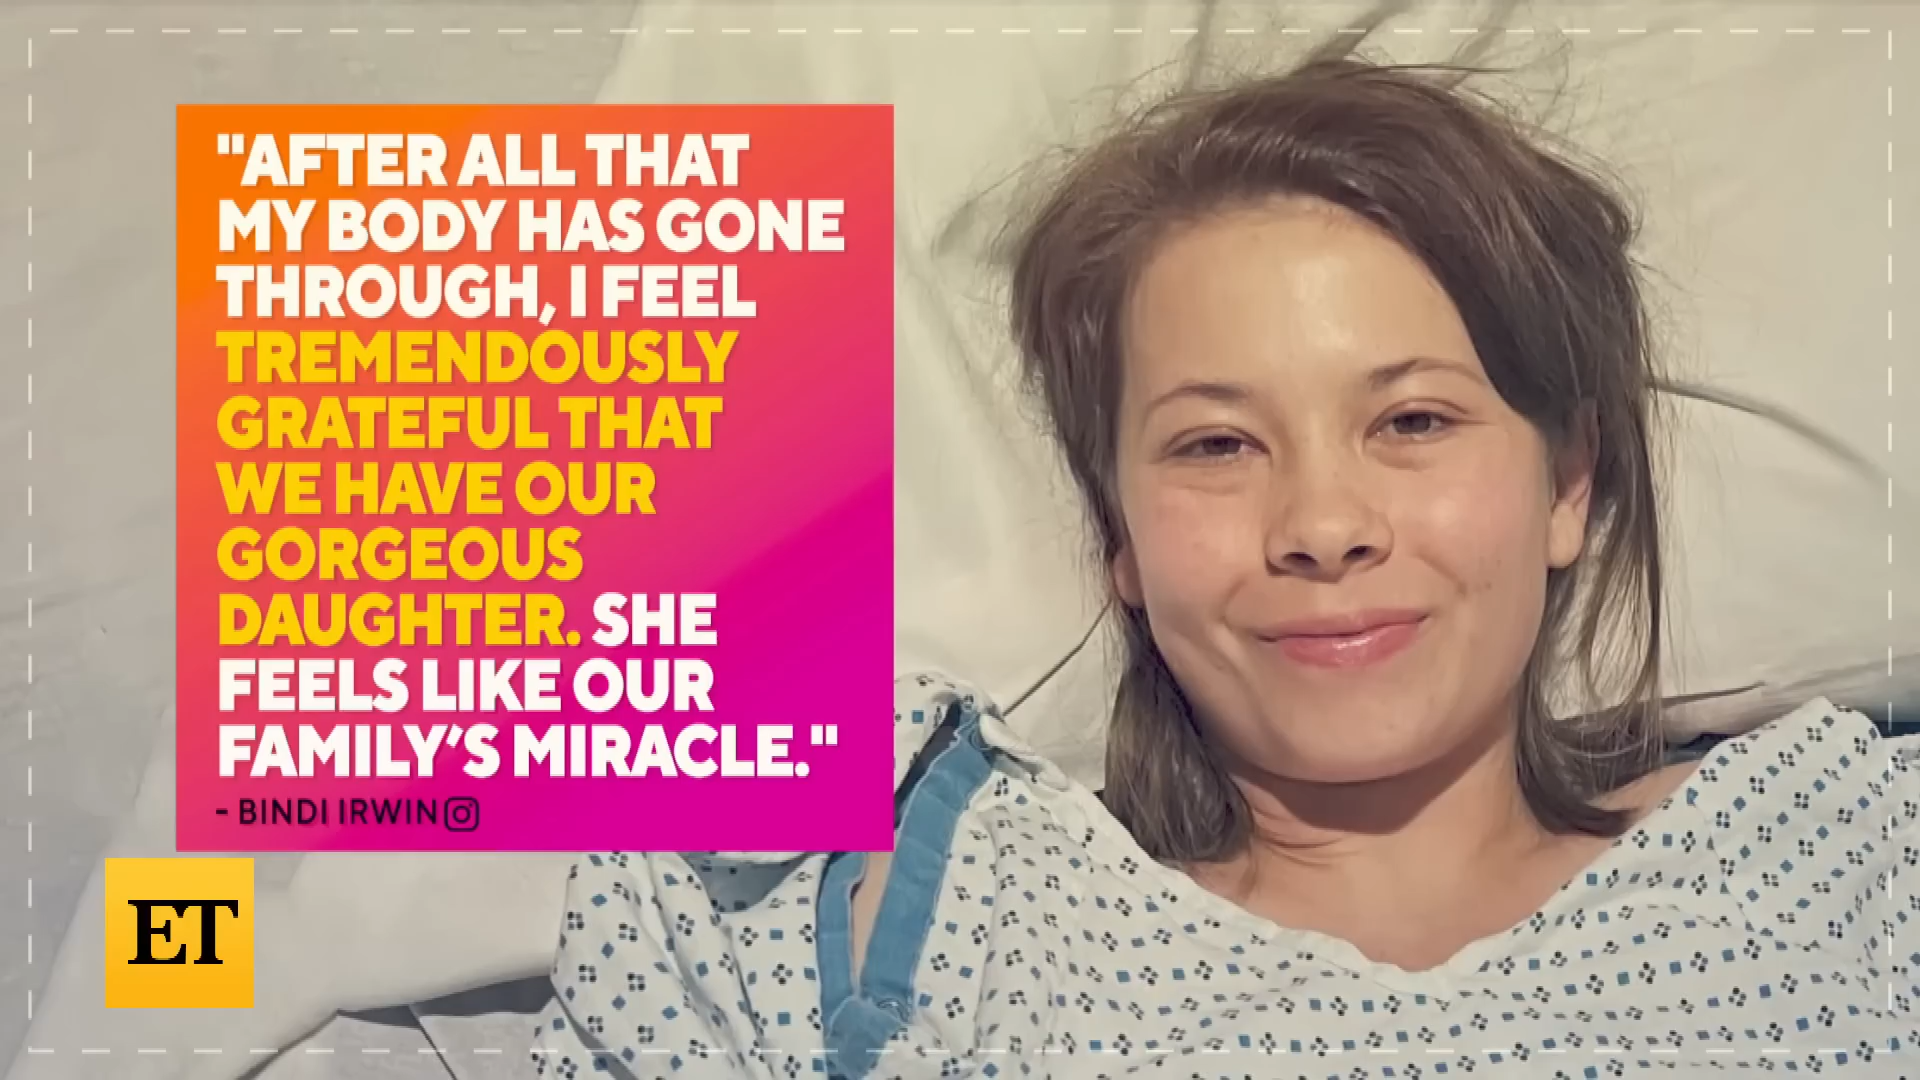 "AFTER ALL THAT
MY BODY HAS GONE
THROUGH, I FEEL
TREMENDOUSLY
GRATEFUL THAT
WE HAVE OUR
GORGEOUS
DAUGHTER. SHE
FEELS LIKE OUR
FAMILY'S MIRACLE."
- BINDI IRWIN
ET